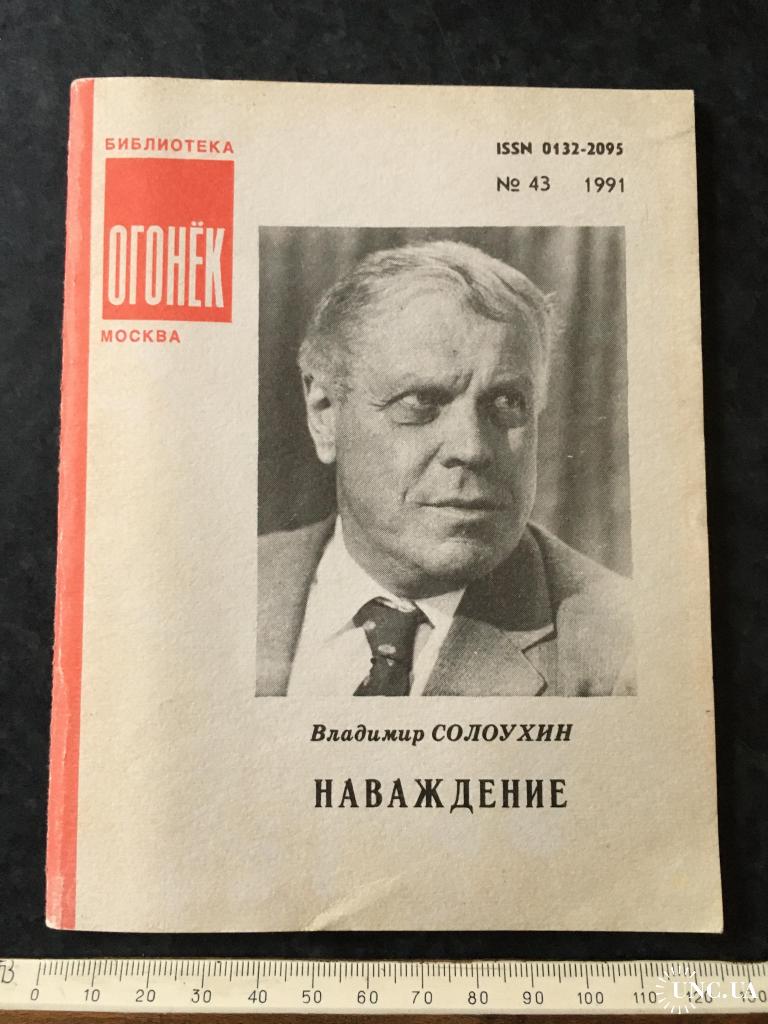 БИБЛИОТЕКА
ОГОНЁК
МОСКВА
ISSN 0132-2095
№ 43 1991
Владимир СОЛОУХИН
НАВАЖДЕНИЕ
0 10 20 30 40 50 60 70 80 90 100 110 120
UNC.UA